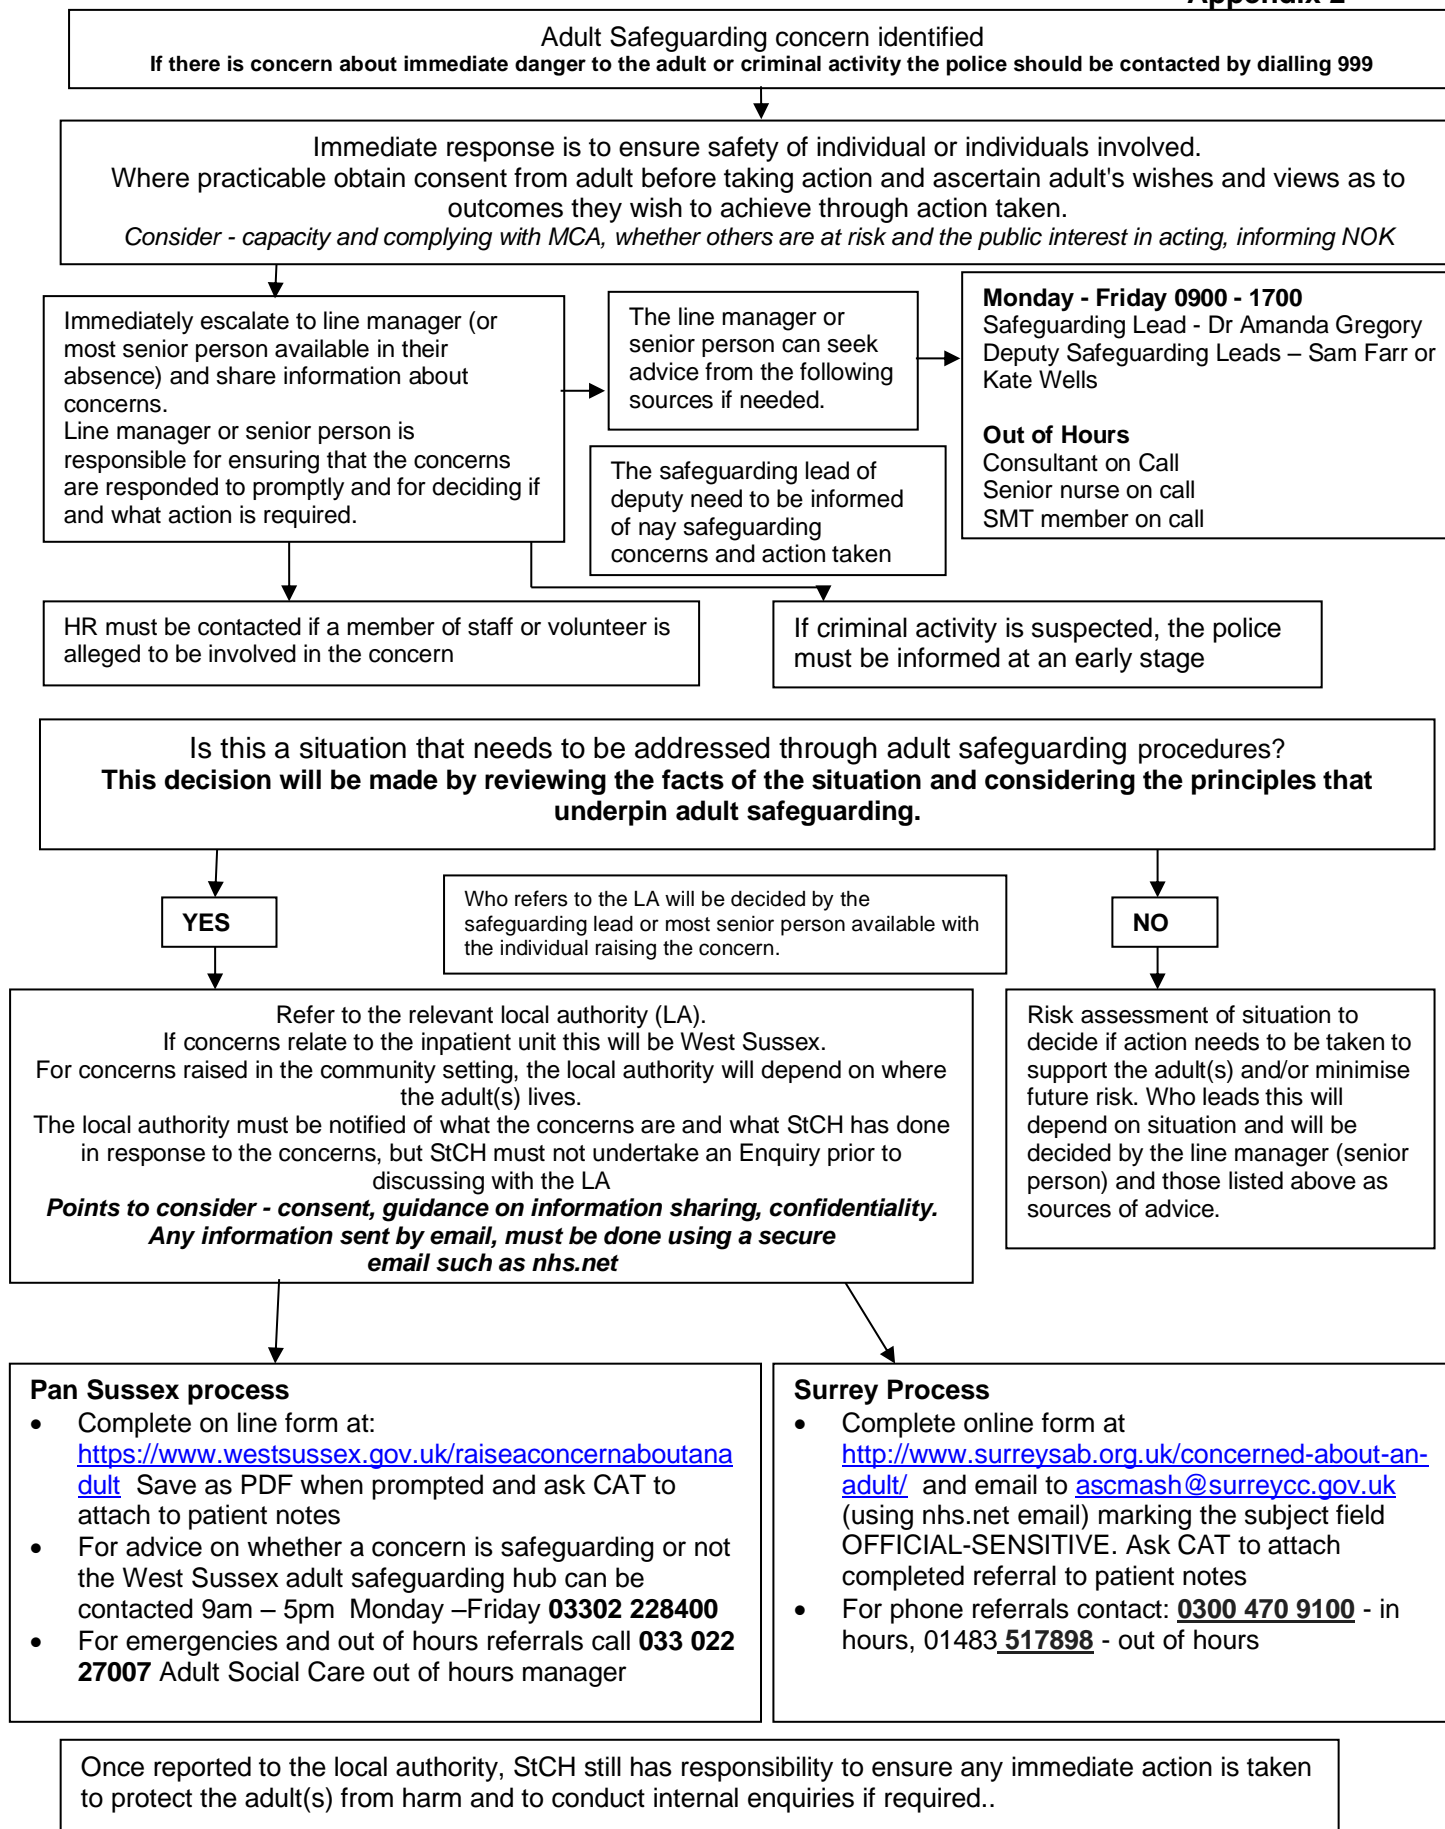 Appendix 2
Adult Safeguarding concern identified
If there is concern about immediate danger to the adult or criminal activity the police should be contacted by dialling 999
Immediate response is to ensure safety of individual or individuals involved.
Where practicable obtain consent from adult before taking action and ascertain adult's wishes and views as to
outcomes they wish to achieve through action taken.
Consider - capacity and complying with MCA, whether others are at risk and the public interest in acting, informing NOK
Immediately escalate to line manager (or
most senior person available in their
absence) and share information about
concerns.
Line manager or senior person is
responsible for ensuring that the concerns
are responded to promptly and for deciding if
and what action is required.
The line manager or
senior person can seek
advice from the following
sources if needed.
Monday - Friday 0900 - 1700
Safeguarding Lead - Dr Amanda Gregory
Deputy Safeguarding Leads – Sam Farr or
Kate Wells
Out of Hours
Consultant on Call
Senior nurse on call
SMT member on call
The safeguarding lead of
deputy need to be informed
of nay safeguarding
concerns and action taken
HR must be contacted if a member of staff or volunteer is
alleged to be involved in the concern
If criminal activity is suspected, the police
must be informed at an early stage
Is this a situation that needs to be addressed through adult safeguarding procedures?
This decision will be made by reviewing the facts of the situation and considering the principles that
underpin adult safeguarding.
YES
Who refers to the LA will be decided by the
safeguarding lead or most senior person available with
the individual raising the concern.
NO
Refer to the relevant local authority (LA).
If concerns relate to the inpatient unit this will be West Sussex.
For concerns raised in the community setting, the local authority will depend on where
the adult(s) lives.
The local authority must be notified of what the concerns are and what StCH has done
in response to the concerns, but StCH must not undertake an Enquiry prior to
discussing with the LA
Points to consider - consent, guidance on information sharing, confidentiality.
Any information sent by email, must be done using a secure
email such as nhs.net
Risk assessment of situation to
decide if action needs to be taken to
support the adult(s) and/or minimise
future risk. Who leads this will
depend on situation and will be
decided by the line manager (senior
person) and those listed above as
sources of advice.
Pan Sussex process
• Complete on line form at:
https://www.westsussex.gov.uk/raiseaconcernaboutana
dult Save as PDF when prompted and ask CAT to
attach to patient notes
• For advice on whether a concern is safeguarding or not
the West Sussex adult safeguarding hub can be
contacted 9am – 5pm Monday –Friday 03302 228400
• For emergencies and out of hours referrals call 033 022
27007 Adult Social Care out of hours manager
Surrey Process
• Complete online form at
http://www.surreysab.org.uk/concerned-about-an-
adult/ and email to ascmash@surreycc.gov.uk
(using nhs.net email) marking the subject field
OFFICIAL-SENSITIVE. Ask CAT to attach
completed referral to patient notes
• For phone referrals contact: 0300 470 9100 - in
hours, 01483 517898 - out of hours
Once reported to the local authority, StCH still has responsibility to ensure any immediate action is taken
to protect the adult(s) from harm and to conduct internal enquiries if required..